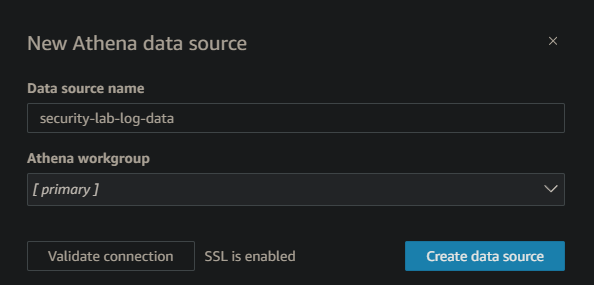 New Athena data source
Data source name
security-lab-log-data
Athena workgroup
[ primary ]
Validate connection SSL is enabled Create data source